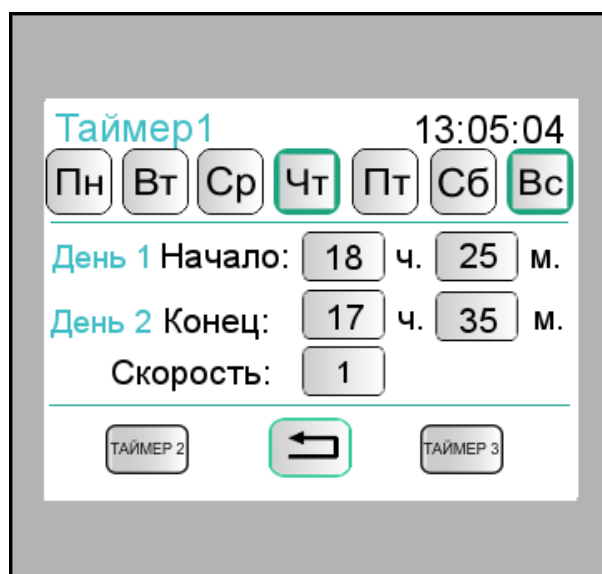 Таймер1 13:05:04
Пн Вт Ср Чт Пт Сб Вс
День 1 Начало: 18 ч. 25 м.
День 2 Конец: 17 ч. 35 м.
Скорость: 1
ТАЙМЕР 2 ТАЙМЕР 3